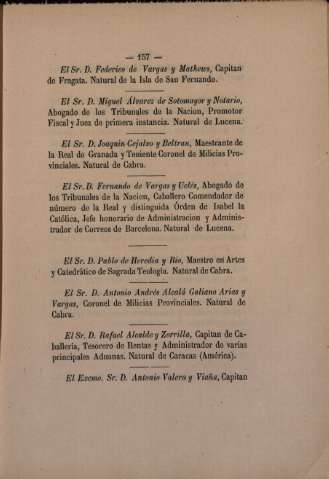 — 157 —
El Sr. D. Federico de Vargas y Matheus, Capitan
de Fragata. Natural de la Isla de San Fernando.
El Sr. D. Miguel Álvarez de Sotomayor y Notario,
Abogado de los Tribunales de la Nacion, Promotor
Fiscal y Juez de primera instancia. Natural de Lucena.
El Sr. D. Joaquin Cejalvo y Beltran, Maestrante de
la Real de Granada y Teniente Coronel de Milicias Pro-
vinciales. Natural de Cabra.
El Sr. D. Fernando de Vargas y Uclés, Abogado de
los Tribunales de la Nacion, Caballero Comendador de
número de la Real y distinguida Órden de Isabel la
Católica, Jefe honorario de Administracion y Adminis-
trador de Correos de Barcelona. Natural de Lucena.
El Sr. D. Pablo de Heredia y Rio, Maestro en Artes
y Catedrático de Sagrada Teología. Natural de Cabra.
El Sr. D. Antonio Andrés Alcalá Galiano Arias y
Vargas, Coronel de Milicias Provinciales. Natural de
Cabra.
El Sr. D. Rafael Alcalde y Zorrilla, Capitan de Ca-
ballería, Tesorero de Rentas y Administrador de varias
principales Aduanas. Natural de Caracas (América).
El Excmo. Sr. D. Antonio Valera y Viaña, Capitan